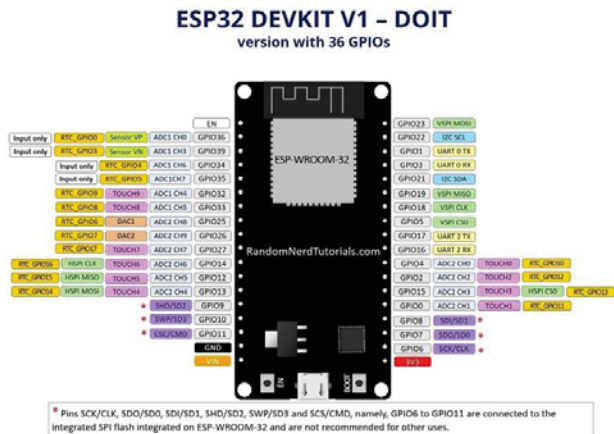 ESP32 DEVKIT V1 – DOIT
version with 36 GPIOs
EN
Input only RTC_GPIO0 Sensor VP ADC1 CH0 GPIO36
Input only RTC_GPIO3 Sensor VN ADC1 CH3 GPIO39
Input only RTC_GPIO4 ADC1 CH6 GPIO34
Input only RTC_GPIO5 ADC1CH7 GPIO35
RTC_GPIO9 TOUCH9 ADC1 CH4 GPIO32
RTC_GPIO8 TOUCH8 ADC1 CH5 GPIO33
RTC_GPIO6 DAC1 ADC2 CH8 GPIO25
RTC_GPIO7 DAC2 ADC2 CH9 GPIO26
RTC_GPIO17 TOUCH7 ADC2 CH7 GPIO27
RTC_GPIO16 HSPI CLK TOUCH6 ADC2 CH6 GPIO14
RTC_GPIO15 HSPI MISO TOUCH5 ADC2 CH5 GPIO12
RTC_GPIO14 HSPI MOSI TOUCH4 ADC2 CH4 GPIO13
* SHD/SD2 GPIO9
* SWP/SD3 GPIO10
* CSC/CMD GPIO11
GND
VIN
ESP-WROOM-32
RandomNerdTutorials.com
EN
BOOT
GPIO23 VSPI MOSI
GPIO22 I2C SCL
GPIO1 UART 0 TX
GPIO3 UART 0 RX
GPIO21 I2C SDA
GPIO19 VSPI MISO
GPIO18 VSPI CLK
GPIO5 VSPI CS0
GPIO17 UART 2 TX
GPIO16 UART 2 RX
GPIO4 ADC2 CH0 TOUCH0 RTC_GPIO10
GPIO2 ADC2 CH2 TOUCH2 RTC_GPIO12
GPIO15 ADC2 CH3 TOUCH3 HSPI CS0 RTC_GPIO13
GPIO0 ADC2 CH1 TOUCH1 RTC_GPIO11
GPIO8 SDI/SD1 *
GPIO7 SDO/SD0 *
GPIO6 SCK/CLK *
3V3
* Pins SCK/CLK, SDO/SD0, SDI/SD1, SHD/SD2, SWP/SD3 and SCS/CMD, namely, GPIO6 to GPIO11 are connected to the
integrated SPI flash integrated on ESP-WROOM-32 and are not recommended for other uses.